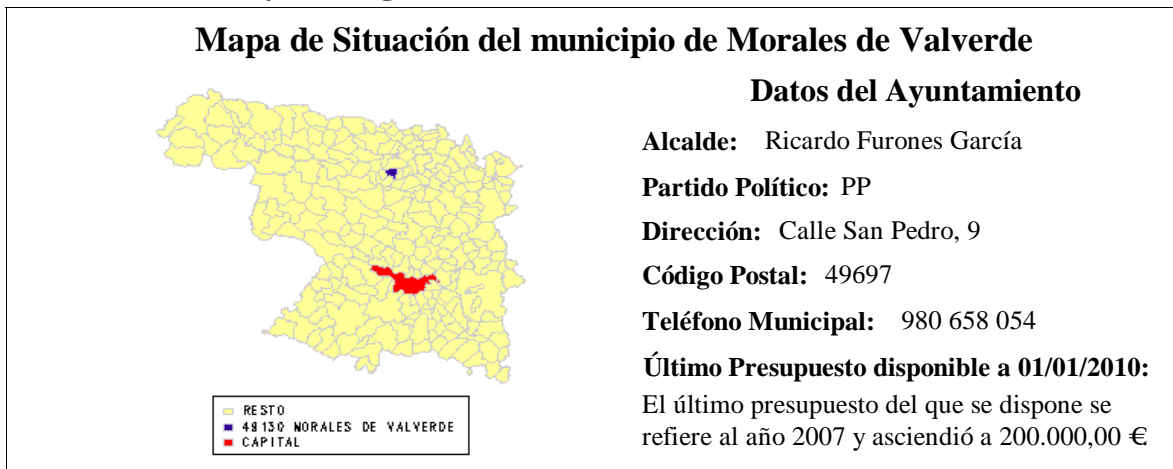 Mapa de Situación del municipio de Morales de Valverde
Datos del Ayuntamiento
Alcalde: Ricardo Furones García
Partido Político: PP
Dirección: Calle San Pedro, 9
Código Postal: 49697
Teléfono Municipal: 980 658 054
Último Presupuesto disponible a 01/01/2010:
El último presupuesto del que se dispone se
refiere al año 2007 y asciendió a 200.000,00 €
RESTO
49130 MORALES DE VALVERDE
CAPITAL